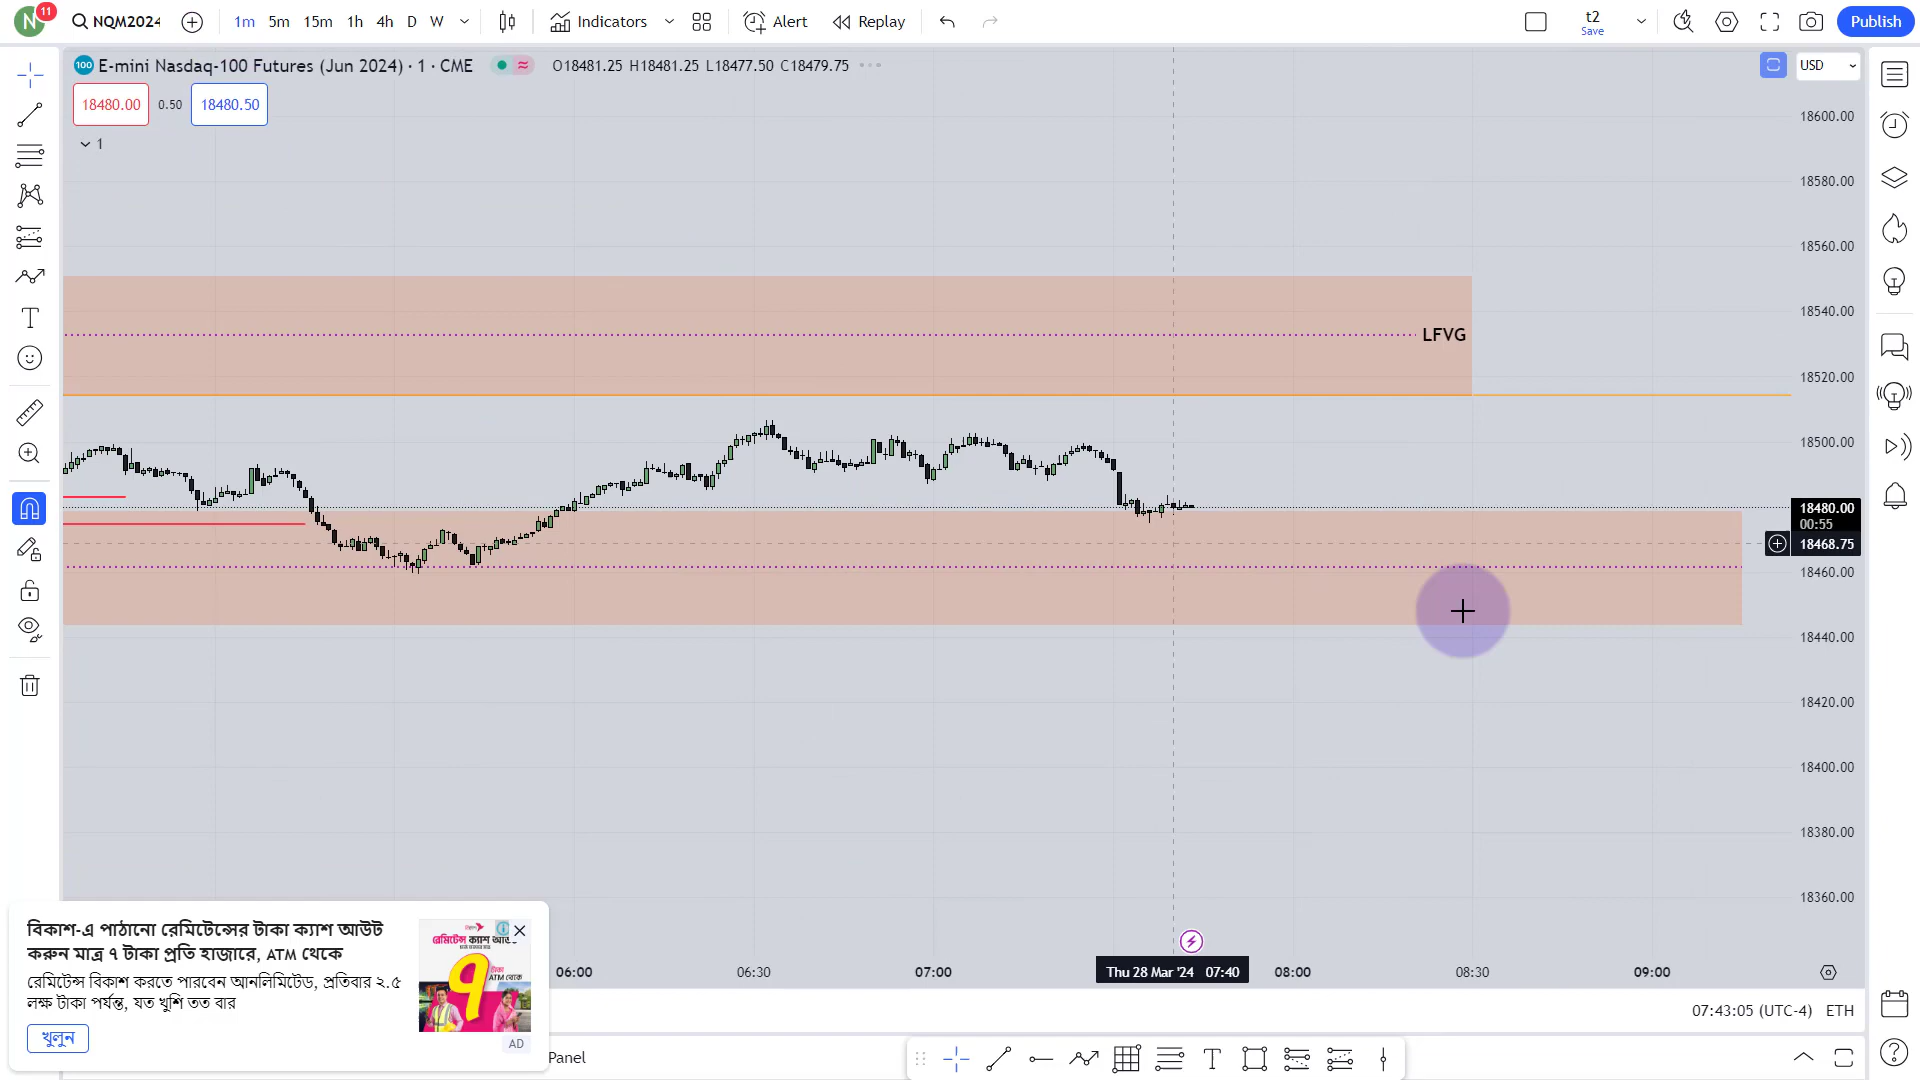 N 11 NQM2024 1m 5m 15m 1h 4h D W Indicators Alert Replay t2 Save Publish
100 E-mini Nasdaq-100 Futures (Jun 2024) · 1 · CME O18481.25 H18481.25 L18477.50 C18479.75 USD
18480.00 0.50 18480.50
1
18600.00
18580.00
18560.00
18540.00
LFVG
18520.00
18500.00
18480.00
00:55
18468.75
18460.00
18440.00
18420.00
18400.00
18380.00
18360.00
06:00 06:30 07:00 Thu 28 Mar '24 07:40 08:00 08:30 09:00
07:43:05 (UTC-4) ETH
Panel
বিকাশ-এ পাঠানো রেমিটেন্সের টাকা ক্যাশ আউট
করুন মাত্র ৭ টাকা প্রতি হাজারে, ATM থেকে
রেমিটেন্স বিকাশ করতে পারবেন আনলিমিটেড, প্রতিবার ২.৫
লক্ষ টাকা পর্যন্ত, যত খুশি তত বার
খুলুন
রেমিটেন্স ক্যাশ আউট
৭
টাকা
ATM থেকে
AD